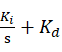 K_i/s + K_d